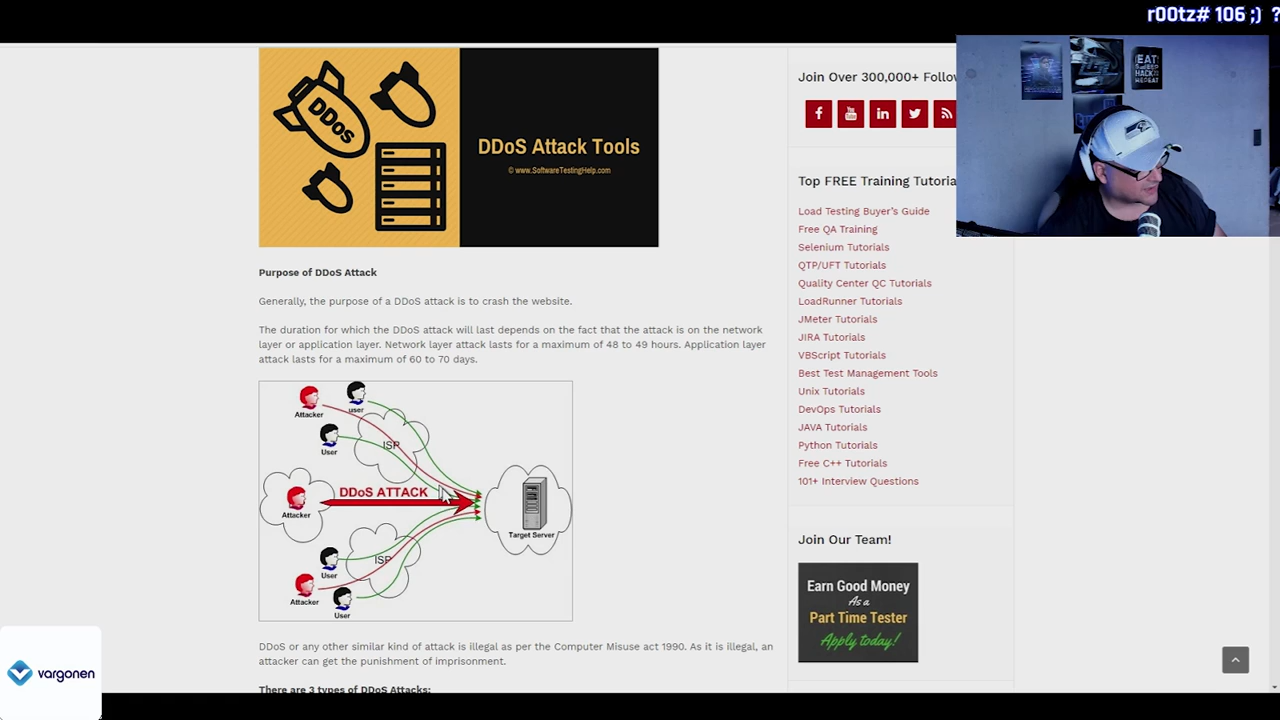 r00tz# 106 ;) ?
DDoS
DDoS Attack Tools
© www.SoftwareTestingHelp.com
Purpose of DDoS Attack
Generally, the purpose of a DDoS attack is to crash the website.
The duration for which the DDoS attack will last depends on the fact that the attack is on the network
layer or application layer. Network layer attack lasts for a maximum of 48 to 49 hours. Application layer
attack lasts for a maximum of 60 to 70 days.
Attacker
user
User
ISP
DDoS ATTACK
Attacker
Target Server
User
ISP
Attacker
User
DDoS or any other similar kind of attack is illegal as per the Computer Misuse act 1990. As it is illegal, an
attacker can get the punishment of imprisonment.
There are 3 types of DDoS Attacks:
Join Over 300,000+ Follow
Top FREE Training Tutoria
Load Testing Buyer's Guide
Free QA Training
Selenium Tutorials
QTP/UFT Tutorials
Quality Center QC Tutorials
LoadRunner Tutorials
JMeter Tutorials
JIRA Tutorials
VBScript Tutorials
Best Test Management Tools
Unix Tutorials
DevOps Tutorials
JAVA Tutorials
Python Tutorials
Free C++ Tutorials
101+ Interview Questions
Join Our Team!
Earn Good Money
As a
Part Time Tester
Apply today!
EAT
HACK
REPEAT
vargonen